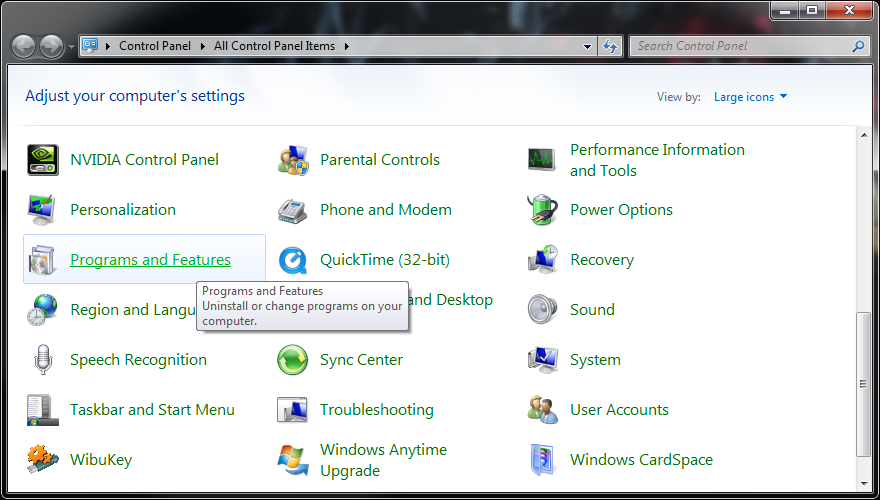 Control Panel All Control Panel Items Search Control Panel
Adjust your computer's settings
View by: Large icons
NVIDIA Control Panel
Parental Controls
Performance Information
and Tools
Personalization
Phone and Modem
Power Options
Programs and Features
QuickTime (32-bit)
Recovery
Programs and Features
Uninstall or change programs on your
computer.
Region and
and Desktop
Sound
Speech Recognition
Sync Center
System
Taskbar and Start Menu
Troubleshooting
User Accounts
WibuKey
Windows Anytime
Upgrade
Windows CardSpace